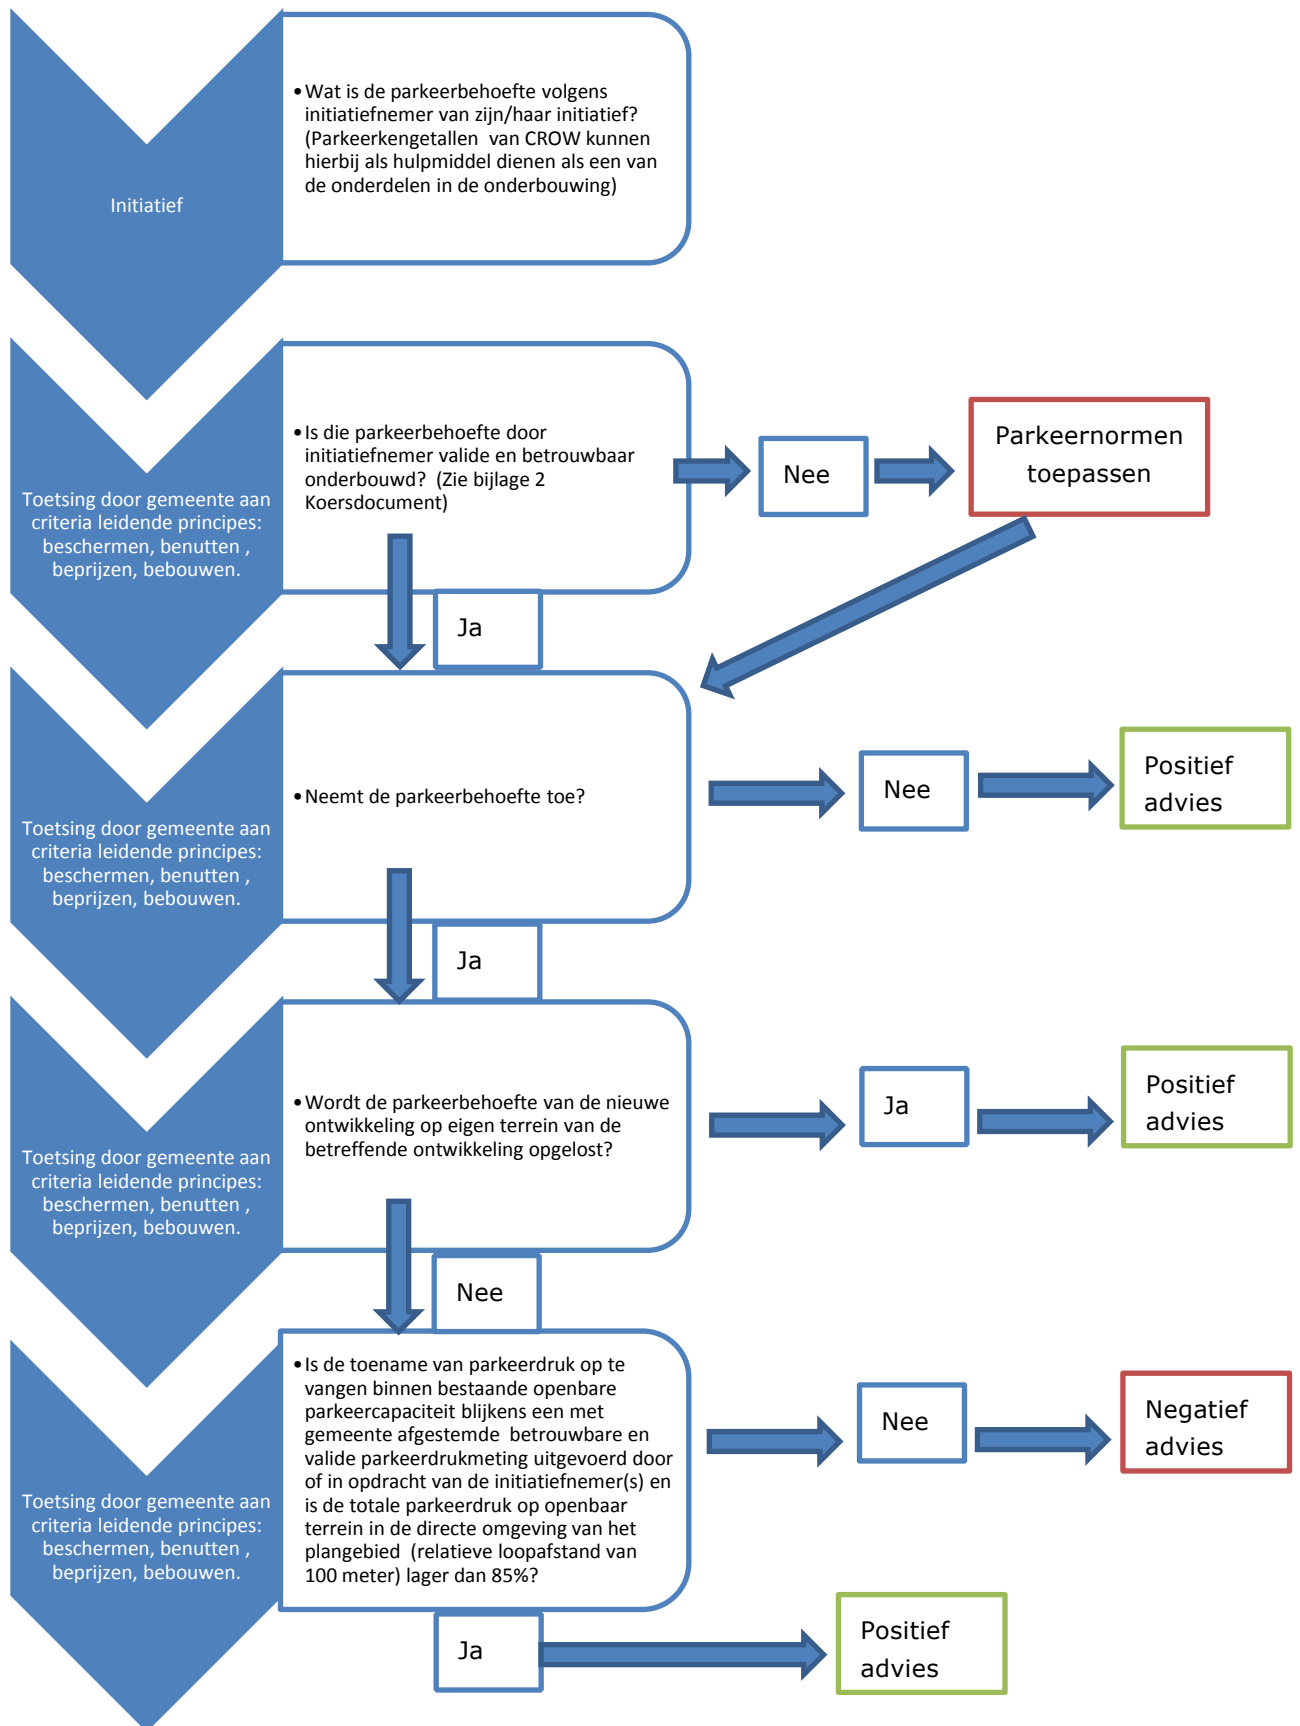 Initiatief
•Wat is de parkeerbehoefte volgens
initiatiefnemer van zijn/haar initiatief?
(Parkeerkengetallen  van CROW kunnen
hierbij als hulpmiddel dienen als een van
de onderdelen in de onderbouwing)
Toetsing door gemeente aan
criteria leidende principes:
beschermen, benutten ,
beprijzen, bebouwen.
•Is die parkeerbehoefte door
initiatiefnemer valide en betrouwbaar
onderbouwd?  (Zie bijlage 2
Koersdocument)
Nee
Parkeernormen
toepassen
Ja
Toetsing door gemeente aan
criteria leidende principes:
beschermen, benutten ,
beprijzen, bebouwen.
•Neemt de parkeerbehoefte toe?
Nee
Positief
advies
Ja
Toetsing door gemeente aan
criteria leidende principes:
beschermen, benutten ,
beprijzen, bebouwen.
•Wordt de parkeerbehoefte van de nieuwe
ontwikkeling op eigen terrein van de
betreffende ontwikkeling opgelost?
Ja
Positief
advies
Nee
Toetsing door gemeente aan
criteria leidende principes:
beschermen, benutten ,
beprijzen, bebouwen.
•Is de toename van parkeerdruk op te
vangen binnen bestaande openbare
parkeercapaciteit blijkens een met
gemeente afgestemde  betrouwbare en
valide parkeerdrukmeting uitgevoerd door
of in opdracht van de initiatiefnemer(s) en
is de totale parkeerdruk op openbaar
terrein in de directe omgeving van het
plangebied  (relatieve loopafstand van
100 meter) lager dan 85%?
Nee
Negatief
advies
Ja
Positief
advies